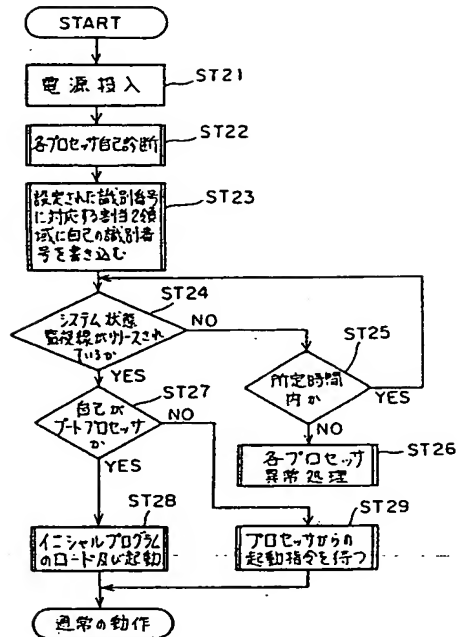 START
電源投入
ST21
各プロセッサ自己診断
ST22
設定された識別番号
に対応する割当て領
域に自己の識別番
号を書き込む
ST23
システム状態
監視線がリリースされ
ているか
ST24
NO
YES
所定時間
内か
ST25
YES
NO
各プロセッサ
異常処理
ST26
自己が
ブートプロセッサ
か
ST27
NO
YES
イニシャルプログラム
のロード及び起動
ST28
プロセッサからの
起動指令を待つ
ST29
通常の動作